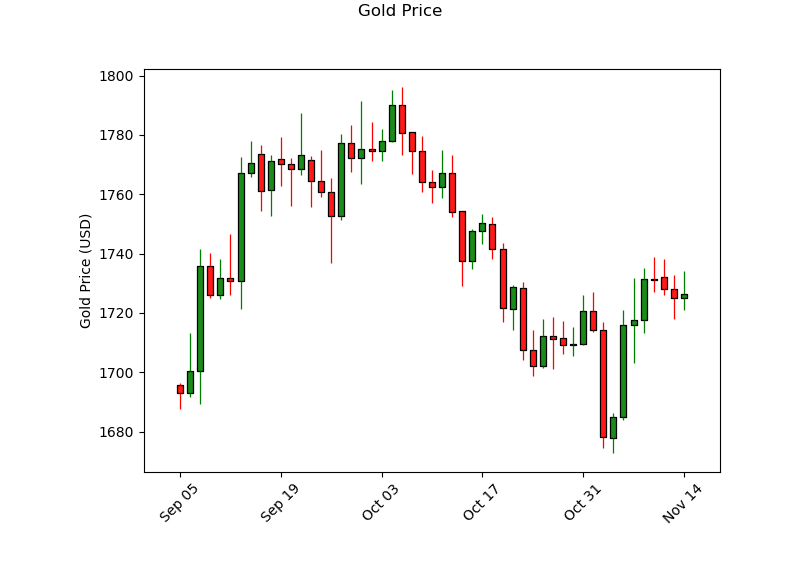 Gold Price
1800
1780
1760
1740
1720
1700
1680
Gold Price (USD)
Sep 05
Sep 19
Oct 03
Oct 17
Oct 31
Nov 14